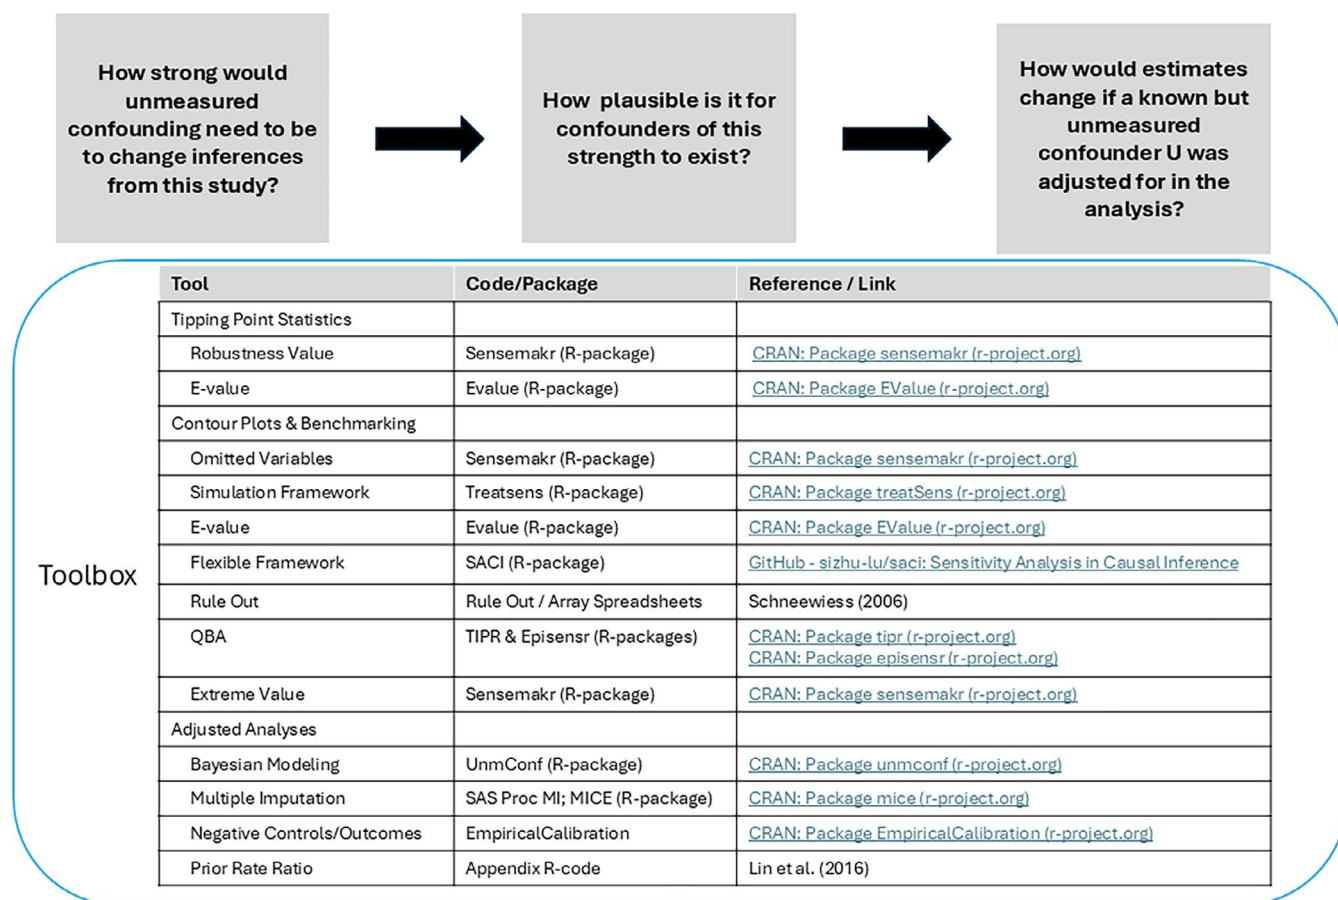 How strong would
unmeasured
confounding need to be
to change inferences
from this study?
How plausible is it for
confounders of this
strength to exist?
How would estimates
change if a known but
unmeasured
confounder U was
adjusted for in the
analysis?
Toolbox
Tool Code/Package Reference / Link
Tipping Point Statistics
Robustness Value Sensemakr (R-package) CRAN: Package sensemakr (r-project.org)
E-value Evalue (R-package) CRAN: Package EValue (r-project.org)
Contour Plots & Benchmarking
Omitted Variables Sensemakr (R-package) CRAN: Package sensemakr (r-project.org)
Simulation Framework Treatsens (R-package) CRAN: Package treatSens (r-project.org)
E-value Evalue (R-package) CRAN: Package EValue (r-project.org)
Flexible Framework SACI (R-package) GitHub - sizhu-lu/saci: Sensitivity Analysis in Causal Inference
Rule Out Rule Out / Array Spreadsheets Schneewiess (2006)
QBA TIPR & Episensr (R-packages) CRAN: Package tipr (r-project.org)
CRAN: Package episensr (r-project.org)
Extreme Value Sensemakr (R-package) CRAN: Package sensemakr (r-project.org)
Adjusted Analyses
Bayesian Modeling UnmConf (R-package) CRAN: Package unmconf (r-project.org)
Multiple Imputation SAS Proc MI; MICE (R-package) CRAN: Package mice (r-project.org)
Negative Controls/Outcomes EmpiricalCalibration CRAN: Package EmpiricalCalibration (r-project.org)
Prior Rate Ratio Appendix R-code Lin et al. (2016)